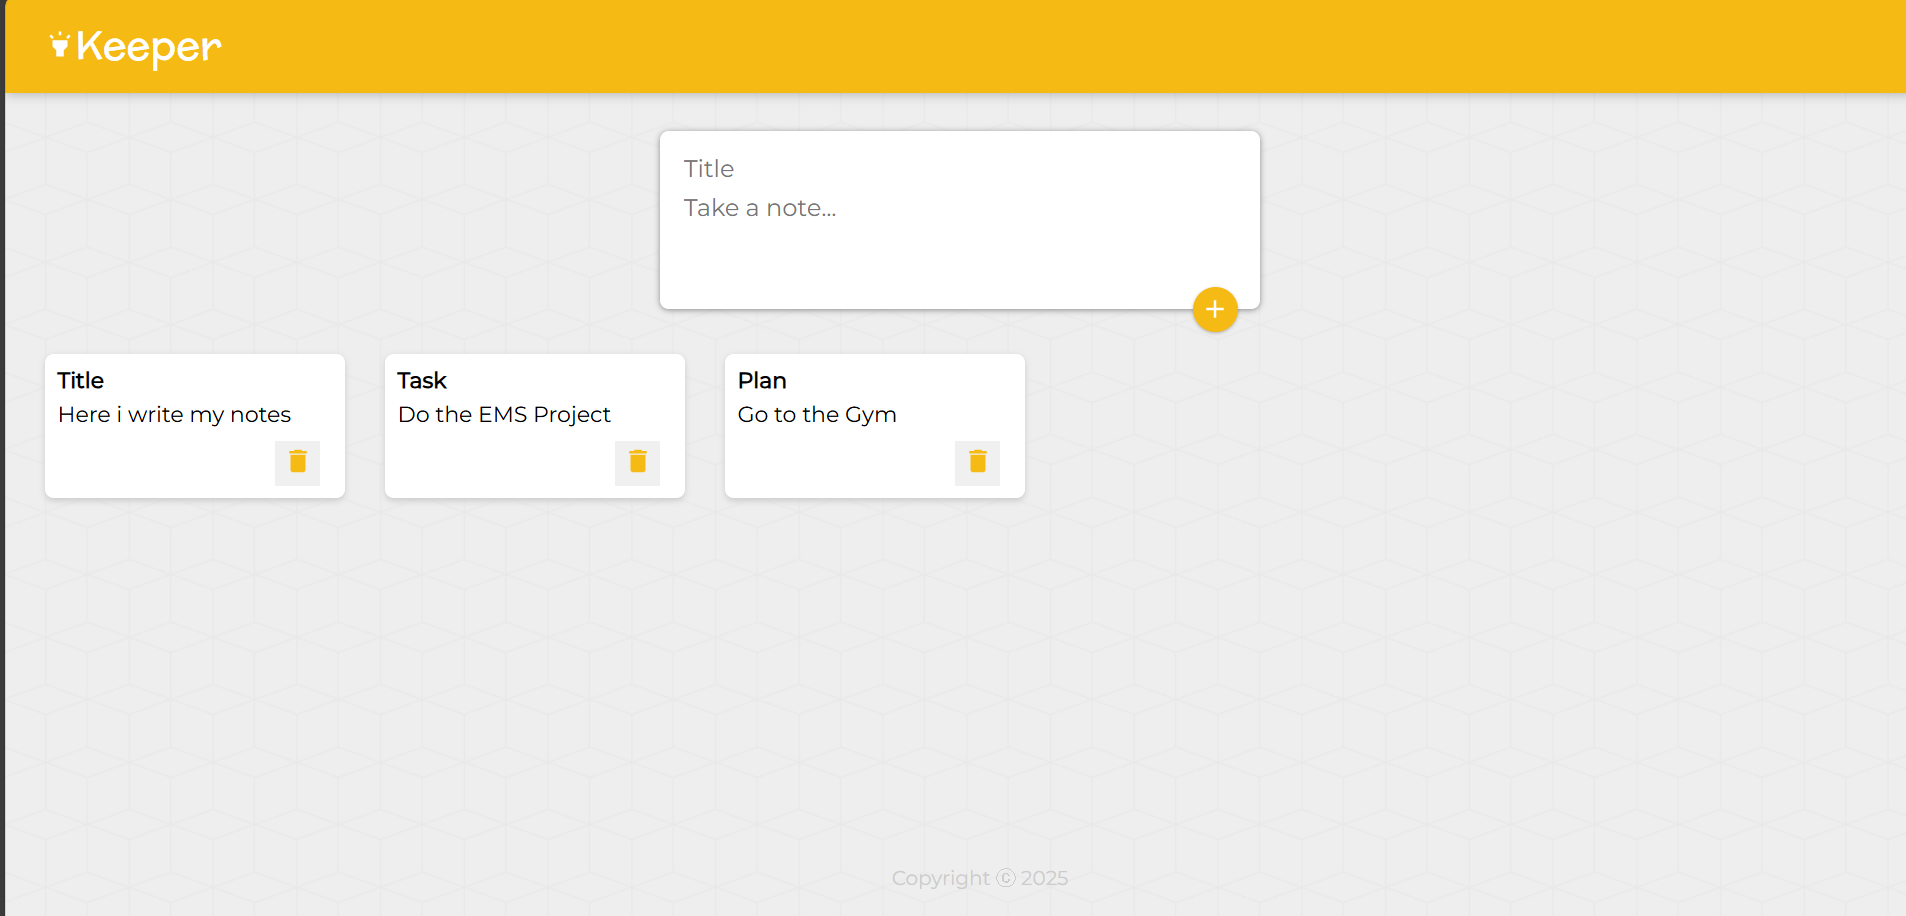 Keeper
Title
Take a note...
Title
Here i write my notes
Task
Do the EMS Project
Plan
Go to the Gym
Copyright ⓒ 2025